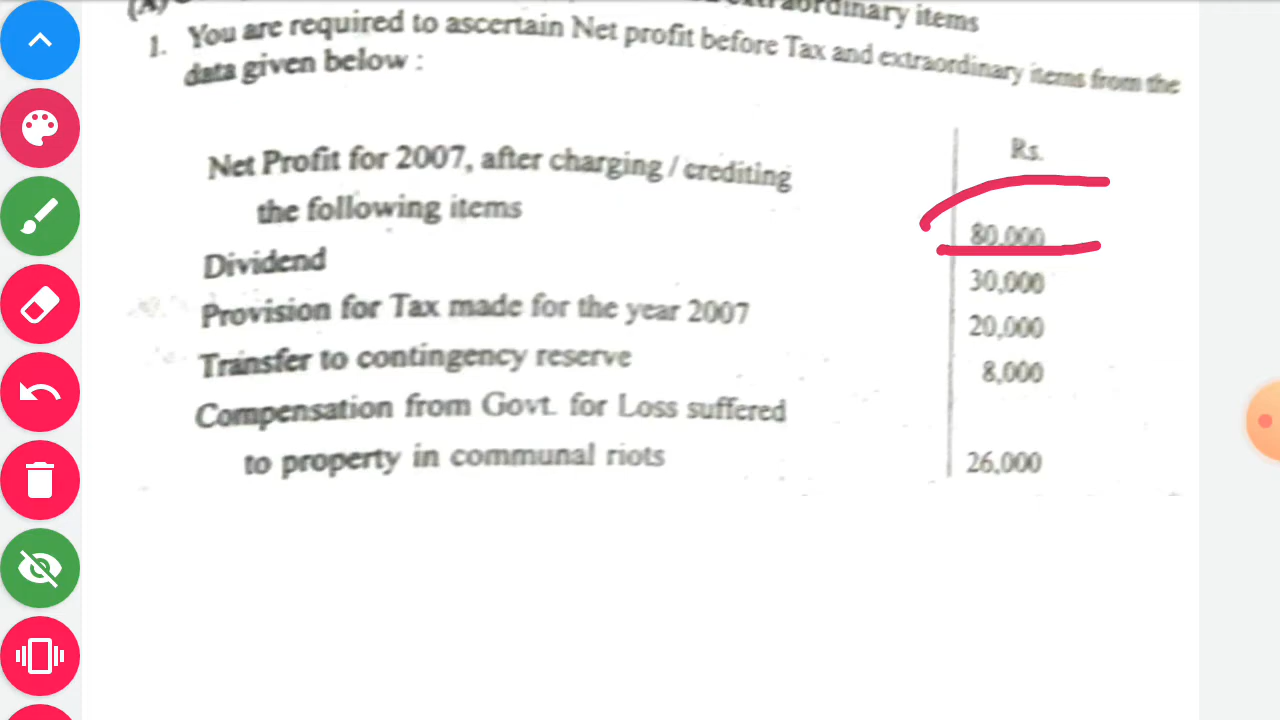 (A)
extraordinary items
1. You are required to ascertain Net profit before Tax and extraordinary items from the
data given below :
Rs.
Net Profit for 2007, after charging / crediting
the following items 80,000
Dividend 30,000
Provision for Tax made for the year 2007 20,000
Transfer to contingency reserve 8,000
Compensation from Govt. for Loss suffered
to property in communal riots 26,000